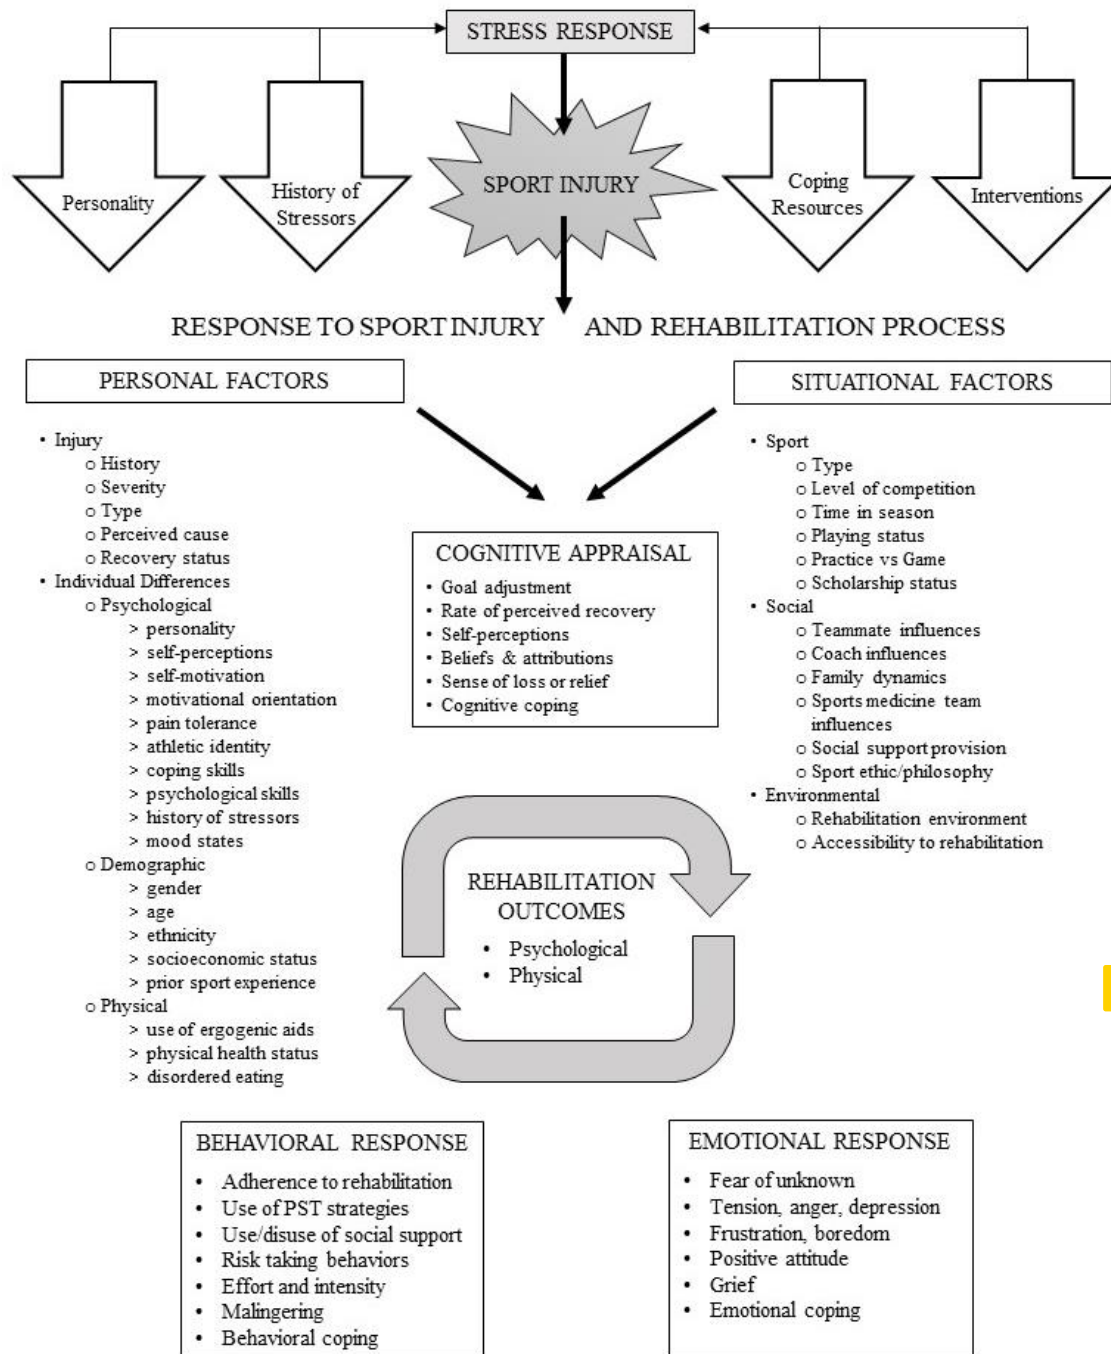 STRESS RESPONSE
Personality
History of
Stressors
SPORT INJURY
Coping
Resources
Interventions
RESPONSE TO SPORT INJURY AND REHABILITATION PROCESS
PERSONAL FACTORS
• Injury
o History
o Severity
o Type
o Perceived cause
o Recovery status
• Individual Differences
o Psychological
> personality
> self-perceptions
> self-motivation
> motivational orientation
> pain tolerance
> athletic identity
> coping skills
> psychological skills
> history of stressors
> mood states
o Demographic
> gender
> age
> ethnicity
> socioeconomic status
> prior sport experience
o Physical
> use of ergogenic aids
> physical health status
> disordered eating
COGNITIVE APPRAISAL
• Goal adjustment
• Rate of perceived recovery
• Self-perceptions
• Beliefs & attributions
• Sense of loss or relief
• Cognitive coping
SITUATIONAL FACTORS
• Sport
o Type
o Level of competition
o Time in season
o Playing status
o Practice vs Game
o Scholarship status
• Social
o Teammate influences
o Coach influences
o Family dynamics
o Sports medicine team
influences
o Social support provision
o Sport ethic/philosophy
• Environmental
o Rehabilitation environment
o Accessibility to rehabilitation
REHABILITATION
OUTCOMES
• Psychological
• Physical
BEHAVIORAL RESPONSE
• Adherence to rehabilitation
• Use of PST strategies
• Use/disuse of social support
• Risk taking behaviors
• Effort and intensity
• Malingering
• Behavioral coping
EMOTIONAL RESPONSE
• Fear of unknown
• Tension, anger, depression
• Frustration, boredom
• Positive attitude
• Grief
• Emotional coping